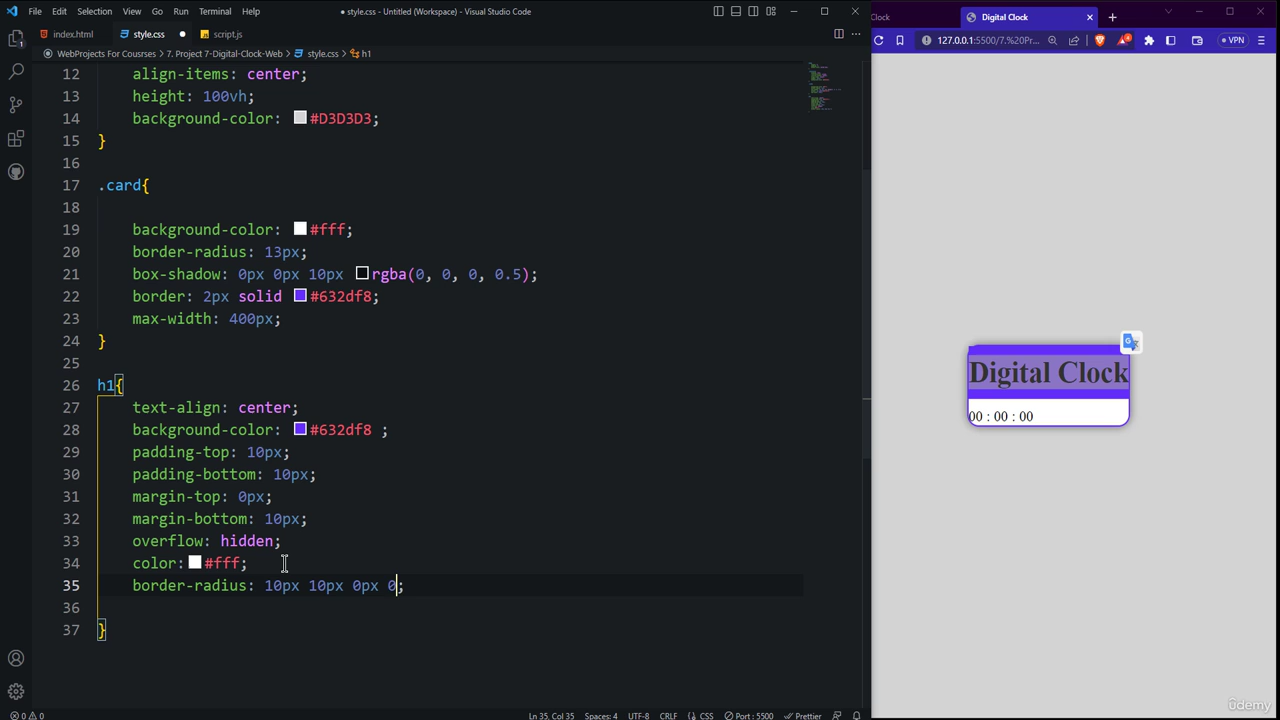 File Edit Selection View Go Run Terminal Help
● style.css - Untitled (Workspace) - Visual Studio Code
Clock
Digital Clock
index.html
style.css
script.js
127.0.0.1:5500/7.%20Pr...
VPN
WebProjects For Coursses > 7. Project 7-Digital-Clock-Web > style.css > h1
12 align-items: center;
13 height: 100vh;
14 background-color: #D3D3D3;
15 }
16
17 .card{
18
19 background-color: #fff;
20 border-radius: 13px;
21 box-shadow: 0px 0px 10px rgba(0, 0, 0, 0.5);
22 border: 2px solid #632df8;
23 max-width: 400px;
24 }
25
26 h1{
27 text-align: center;
28 background-color: #632df8 ;
29 padding-top: 10px;
30 padding-bottom: 10px;
31 margin-top: 0px;
32 margin-bottom: 10px;
33 overflow: hidden;
34 color: #fff;
35 border-radius: 10px 10px 0px 0;
36
37 }
Digital Clock
00 : 00 : 00
0 0
Ln 35, Col 35 Spaces: 4 UTF-8 CRLF CSS Port : 5500 Prettier
ûdemy